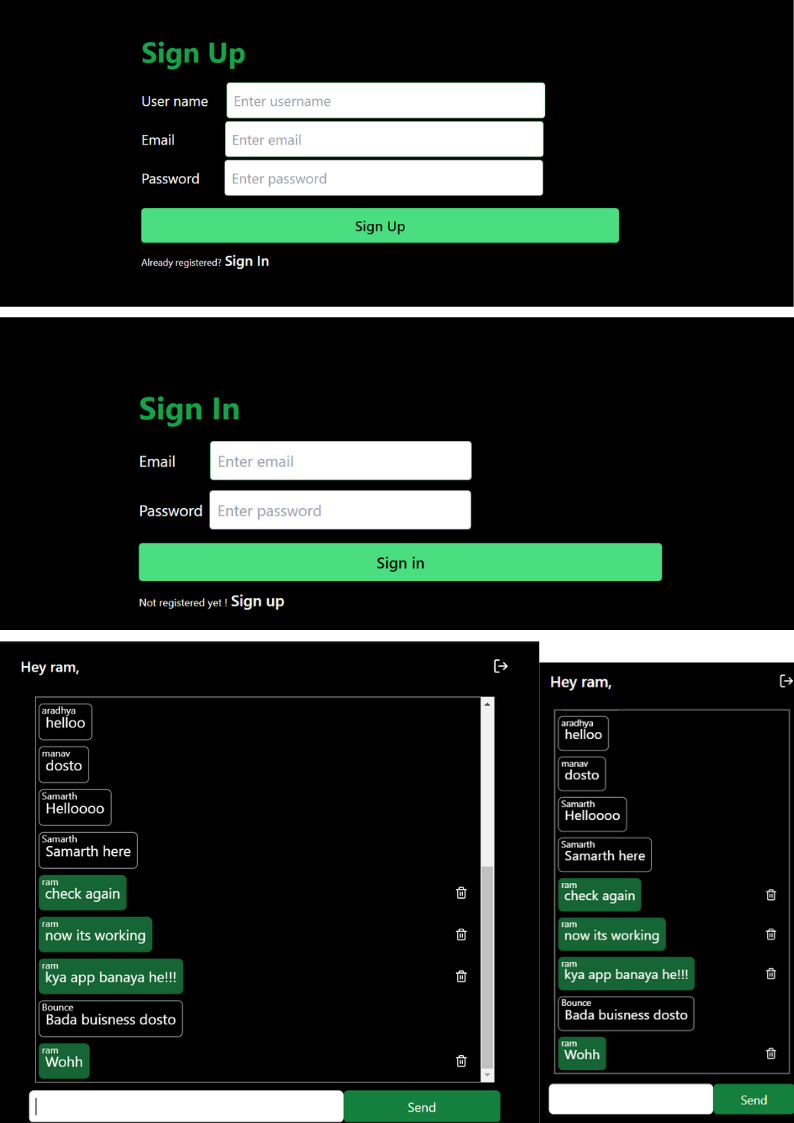 Sign Up
User name Enter username
Email Enter email
Password Enter password
Sign Up
Already registered? Sign In
Sign In
Email Enter email
Password Enter password
Sign in
Not registered yet ! Sign up
Hey ram,
aradhya
helloo
manav
dosto
Samarth
Helloooo
Samarth
Samarth here
ram
check again
ram
now its working
ram
kya app banaya he!!!
Bounce
Bada buisness dosto
ram
Wohh
Send
Hey ram,
aradhya
helloo
manav
dosto
Samarth
Helloooo
Samarth
Samarth here
ram
check again
ram
now its working
ram
kya app banaya he!!!
Bounce
Bada buisness dosto
ram
Wohh
Send